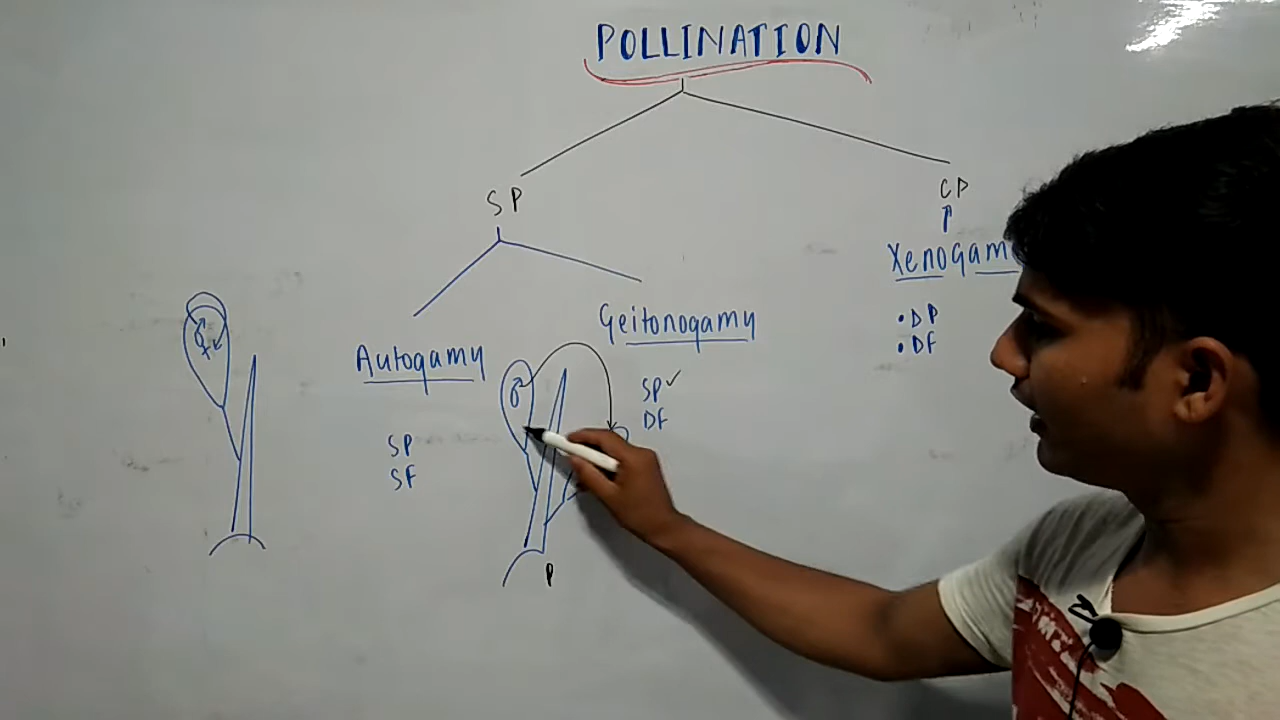 POLLINATION
SP
CP
Xenogam
Geitonogamy
• DP
• DF
Autogamy
SP✓
DF
SP
SF
P